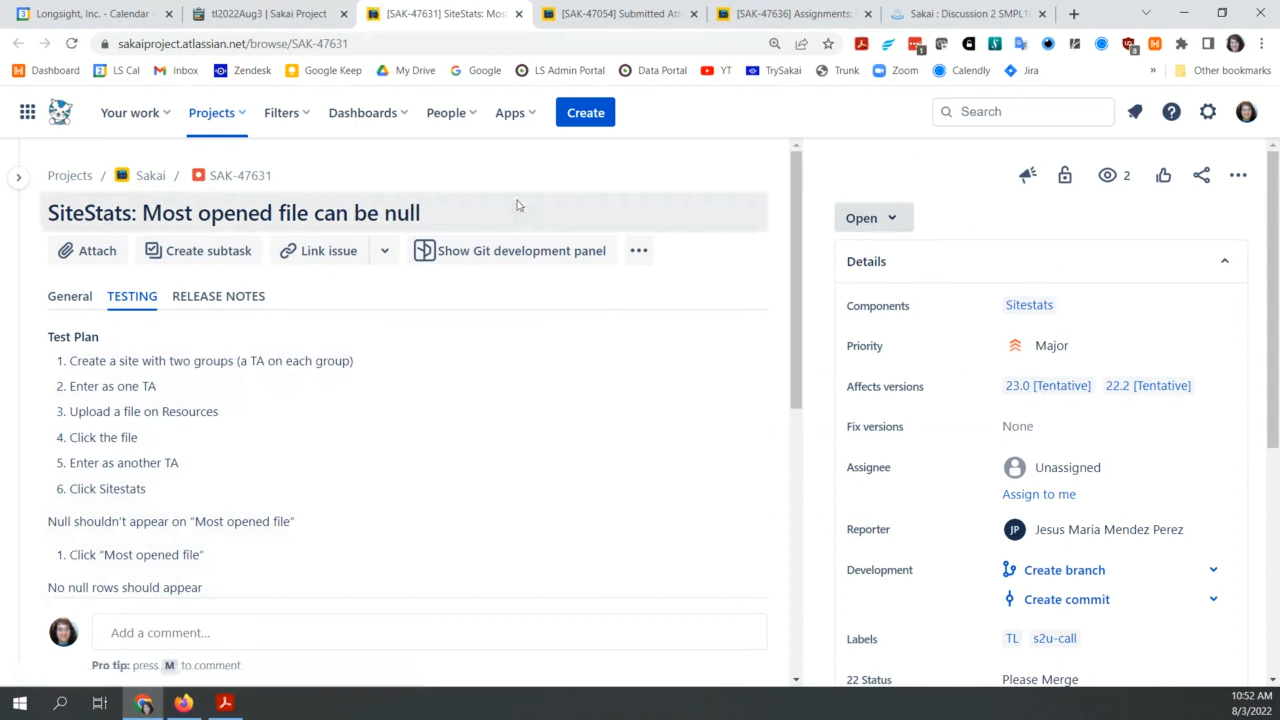 Longsight, Inc. - Calendar -
tl2022Aug3 : Sakai Project
[SAK-47631] SiteStats: Mos
[SAK-47054] Submitted Att
[SAK-47636] Assignments:
Sakai : Discussion 2 SMPL1
sakaiproject.atlassian.net/browse/SAK-47631
Dashboard
LS Cal
Inbox
Zendesk
Google Keep
My Drive
Google
LS Admin Portal
Data Portal
YT
TrySakai
Trunk
Zoom
Calendly
Jira
»
Other bookmarks
Your work
Projects
Filters
Dashboards
People
Apps
Create
Search
Projects / Sakai / SAK-47631
2
SiteStats: Most opened file can be null
Attach
Create subtask
Link issue
Show Git development panel
Open
General
TESTING
RELEASE NOTES
Test Plan
1. Create a site with two groups (a TA on each group)
2. Enter as one TA
3. Upload a file on Resources
4. Click the file
5. Enter as another TA
6. Click Sitestats
Null shouldn't appear on "Most opened file"
1. Click "Most opened file"
No null rows should appear
Add a comment...
Pro tip: press M to comment
Details
Components
Sitestats
Priority
Major
Affects versions
23.0 [Tentative] 22.2 [Tentative]
Fix versions
None
Assignee
Unassigned
Assign to me
Reporter
JP Jesus Maria Mendez Perez
Development
Create branch
Create commit
Labels
TL s2u-call
22 Status
Please Merge
10:52 AM
8/3/2022